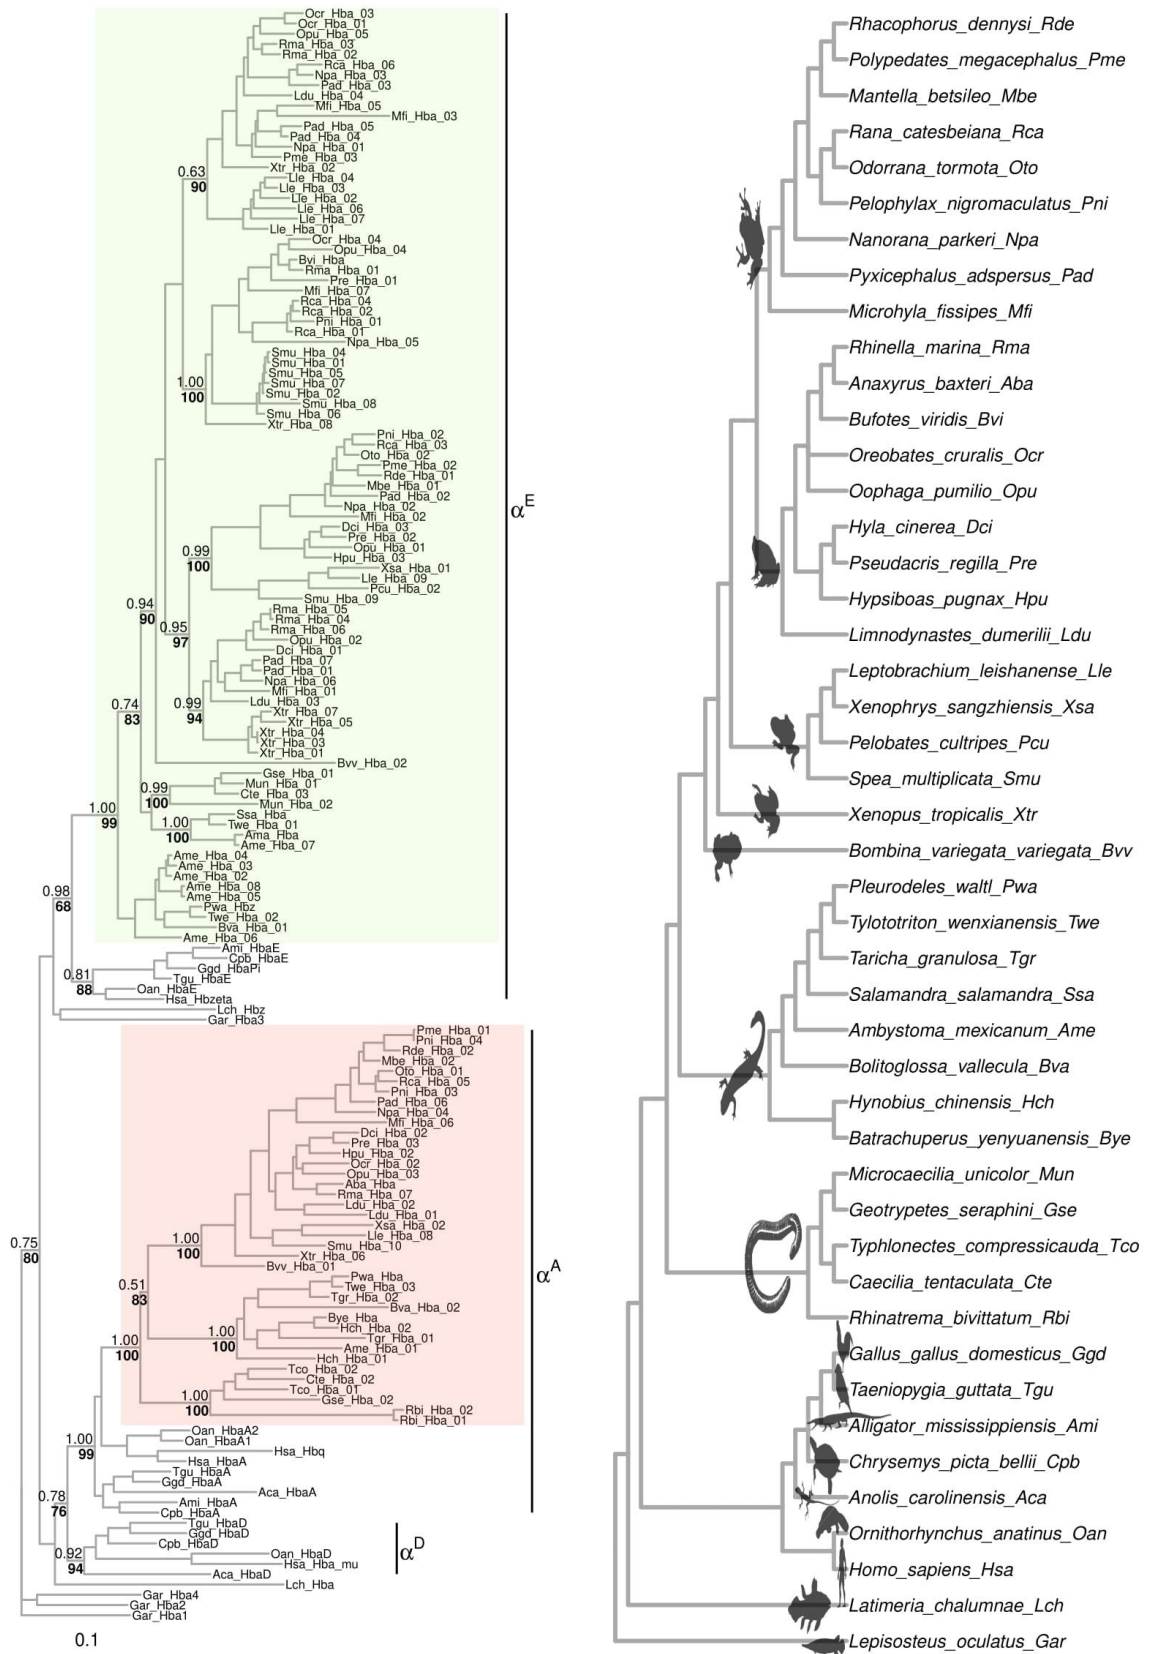 Ocr_Hba_03
Ocr_Hba_01
Opu_Hba_05
Rma_Hba_03
Rma_Hba_02
Rca_Hba_06
Npa_Hba_03
Pad_Hba_03
Ldu_Hba_04
Mfi_Hba_05
Mfi_Hba_03
Pad_Hba_05
Pad_Hba_04
Npa_Hba_01
Pme_Hba_03
Xtr_Hba_02
0.63
90
Lle_Hba_04
Lle_Hba_03
Lle_Hba_02
Lle_Hba_06
Lle_Hba_07
Lle_Hba_01
Ocr_Hba_04
Opu_Hba_04
Bvi_Hba
Rma_Hba_01
Pre_Hba_01
Mfi_Hba_07
Rca_Hba_04
Rca_Hba_02
Pni_Hba_01
Rca_Hba_01
Npa_Hba_05
Smu_Hba_04
Smu_Hba_01
Smu_Hba_05
Smu_Hba_07
Smu_Hba_02
Smu_Hba_08
Smu_Hba_06
Xtr_Hba_08
1.00
100
Pni_Hba_02
Rca_Hba_03
Oto_Hba_02
Pme_Hba_02
Rde_Hba_01
Mbe_Hba_01
Pad_Hba_02
Npa_Hba_02
Mfi_Hba_02
Dci_Hba_03
Pre_Hba_02
Opu_Hba_01
Hpu_Hba_03
0.99
100
Xsa_Hba_01
Lle_Hba_09
Pcu_Hba_02
Smu_Hba_09
0.94
90
0.95
97
Rma_Hba_05
Rma_Hba_04
Rma_Hba_06
Opu_Hba_02
Dci_Hba_01
Pad_Hba_07
Pad_Hba_01
Npa_Hba_06
Mfi_Hba_01
Ldu_Hba_03
0.99
94
Xtr_Hba_07
Xtr_Hba_05
Xtr_Hba_04
Xtr_Hba_03
Xtr_Hba_01
Bvv_Hba_02
0.74
83
Gse_Hba_01
Mun_Hba_01
Cte_Hba_03
Mun_Hba_02
0.99
100
Ssa_Hba
Twe_Hba_01
Ama_Hba
Ame_Hba_07
1.00
100
1.00
99
Ame_Hba_04
Ame_Hba_03
Ame_Hba_02
Ame_Hba_08
Ame_Hba_05
Pwa_Hbz
Twe_Hba_02
Bva_Hba_01
Ame_Hba_06
0.98
68
Ami_HbaE
Cpb_HbaE
Ggd_HbaPi
Tgu_HbaE
Oan_HbaE
Hsa_Hbzeta
0.81
88
Lch_Hbz
Gar_Hba3
αE
Pme_Hba_01
Pni_Hba_04
Rde_Hba_02
Mbe_Hba_02
Oto_Hba_01
Rca_Hba_05
Pni_Hba_03
Pad_Hba_06
Npa_Hba_04
Mfi_Hba_06
Dci_Hba_02
Pre_Hba_03
Hpu_Hba_02
Ocr_Hba_02
Opu_Hba_03
Aba_Hba
Rma_Hba_07
Ldu_Hba_02
Ldu_Hba_01
Xsa_Hba_02
Lle_Hba_08
Smu_Hba_10
Xtr_Hba_06
Bvv_Hba_01
1.00
100
0.75
80
0.51
83
Pwa_Hba
Twe_Hba_03
Tgr_Hba_02
Bva_Hba_02
Bye_Hba
Hch_Hba_02
Tgr_Hba_01
Ame_Hba_01
Hch_Hba_01
1.00
100
1.00
100
Tco_Hba_02
Cte_Hba_02
Tco_Hba_01
Gse_Hba_02
Rbi_Hba_02
Rbi_Hba_01
1.00
100
αA
1.00
99
Oan_HbaA2
Oan_HbaA1
Hsa_Hbq
Hsa_HbaA
Tgu_HbaA
Ggd_HbaA
Aca_HbaA
Ami_HbaA
Cpb_HbaA
0.78
76
Tgu_HbaD
Ggd_HbaD
Cpb_HbaD
Oan_HbaD
Hsa_Hba_mu
Aca_HbaD
0.92
94
αD
Lch_Hba
Gar_Hba4
Gar_Hba2
Gar_Hba1
0.1
Rhacophorus_dennysi_Rde
Polypedates_megacephalus_Pme
Mantella_betsileo_Mbe
Rana_catesbeiana_Rca
Odorrana_tormota_Oto
Pelophylax_nigromaculatus_Pni
Nanorana_parkeri_Npa
Pyxicephalus_adspersus_Pad
Microhyla_fissipes_Mfi
Rhinella_marina_Rma
Anaxyrus_baxteri_Aba
Bufotes_viridis_Bvi
Oreobates_cruralis_Ocr
Oophaga_pumilio_Opu
Hyla_cinerea_Dci
Pseudacris_regilla_Pre
Hypsiboas_pugnax_Hpu
Limnodynastes_dumerilii_Ldu
Leptobrachium_leishanense_Lle
Xenophrys_sangzhiensis_Xsa
Pelobates_cultripes_Pcu
Spea_multiplicata_Smu
Xenopus_tropicalis_Xtr
Bombina_variegata_variegata_Bvv
Pleurodeles_waltl_Pwa
Tylototriton_wenxianensis_Twe
Taricha_granulosa_Tgr
Salamandra_salamandra_Ssa
Ambystoma_mexicanum_Ame
Bolitoglossa_vallecula_Bva
Hynobius_chinensis_Hch
Batrachuperus_yenyuanensis_Bye
Microcaecilia_unicolor_Mun
Geotrypetes_seraphini_Gse
Typhlonectes_compressicauda_Tco
Caecilia_tentaculata_Cte
Rhinatrema_bivittatum_Rbi
Gallus_gallus_domesticus_Ggd
Taeniopygia_guttata_Tgu
Alligator_mississippiensis_Ami
Chrysemys_picta_bellii_Cpb
Anolis_carolinensis_Aca
Ornithorhynchus_anatinus_Oan
Homo_sapiens_Hsa
Latimeria_chalumnae_Lch
Lepisosteus_oculatus_Gar